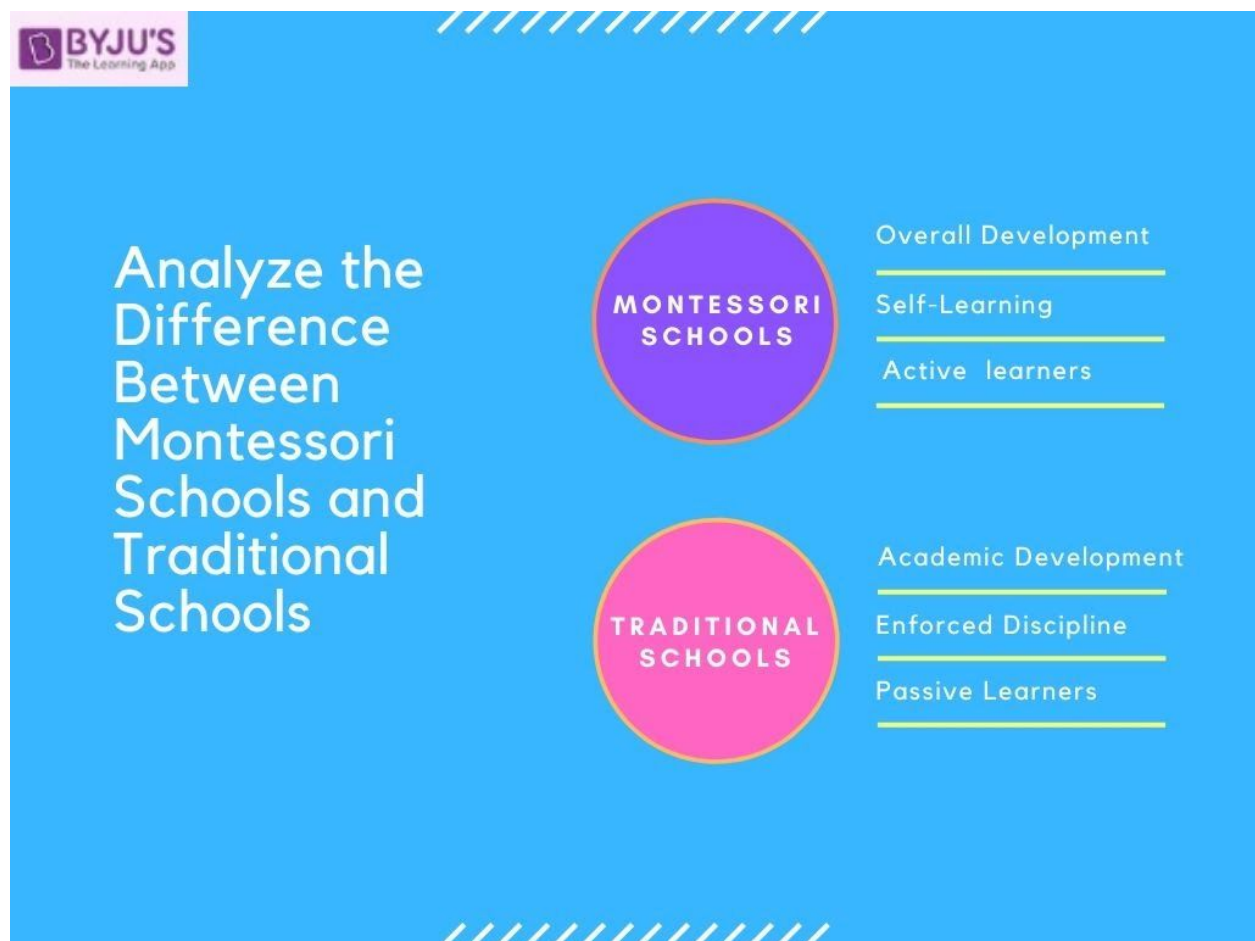 BYJU'S
The Learning App
Analyze the
Difference
Between
Montessori
Schools and
Traditional
Schools
MONTESSORI
SCHOOLS
Overall Development
Self-Learning
Active learners
TRADITIONAL
SCHOOLS
Academic Development
Enforced Discipline
Passive Learners